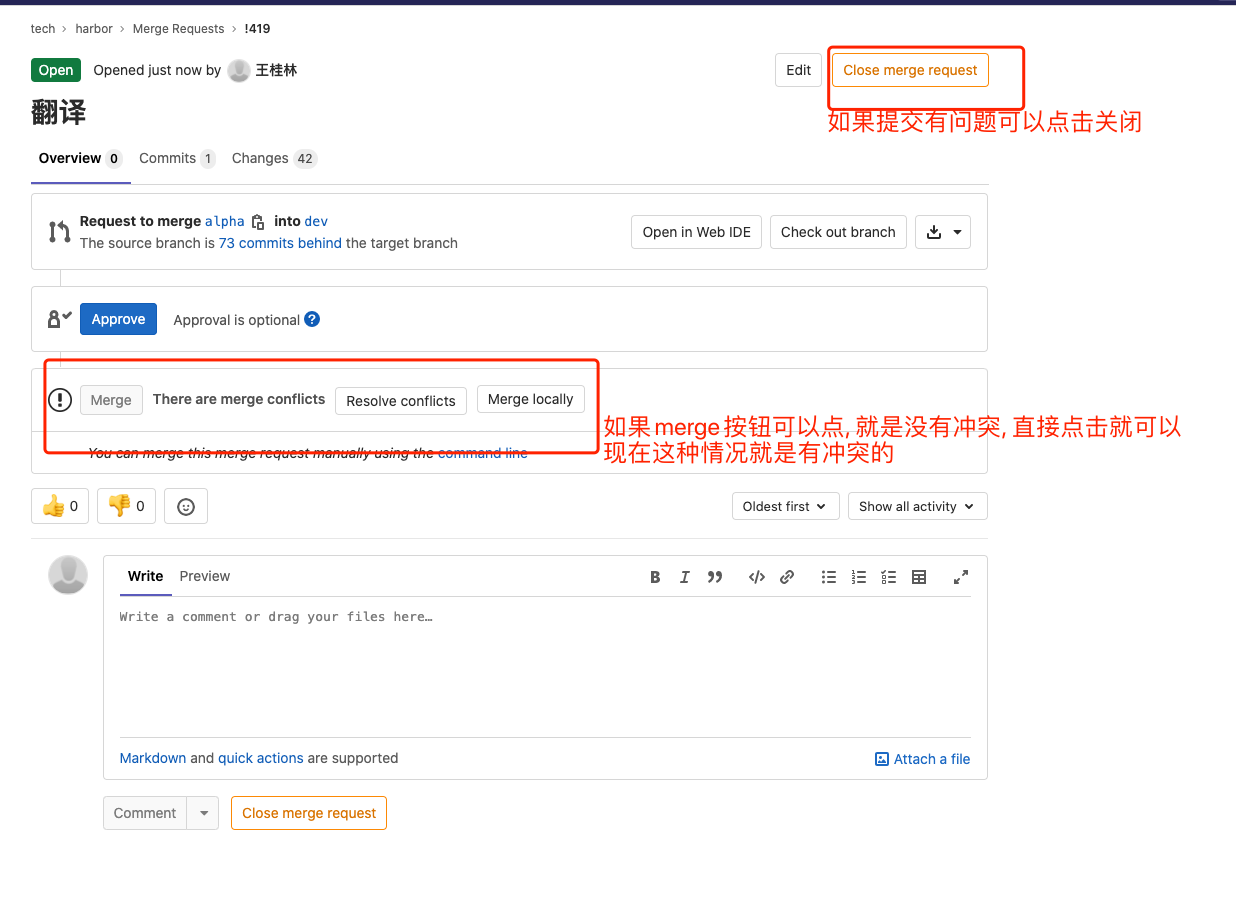 tech › harbor › Merge Requests › !419
Open Opened just now by 王桂林 Edit Close merge request
如果提交有问题可以点击关闭
翻译
Overview 0 Commits 1 Changes 42
Request to merge alpha into dev
The source branch is 73 commits behind the target branch
Open in Web IDE Check out branch
Approve Approval is optional ?
Merge There are merge conflicts Resolve conflicts Merge locally
如果merge按钮可以点, 就是没有冲突, 直接点击就可以
现在这种情况就是有冲突的
You can merge this merge request manually using the command line
0 0 Oldest first Show all activity
Write Preview
Write a comment or drag your files here…
Markdown and quick actions are supported Attach a file
Comment Close merge request